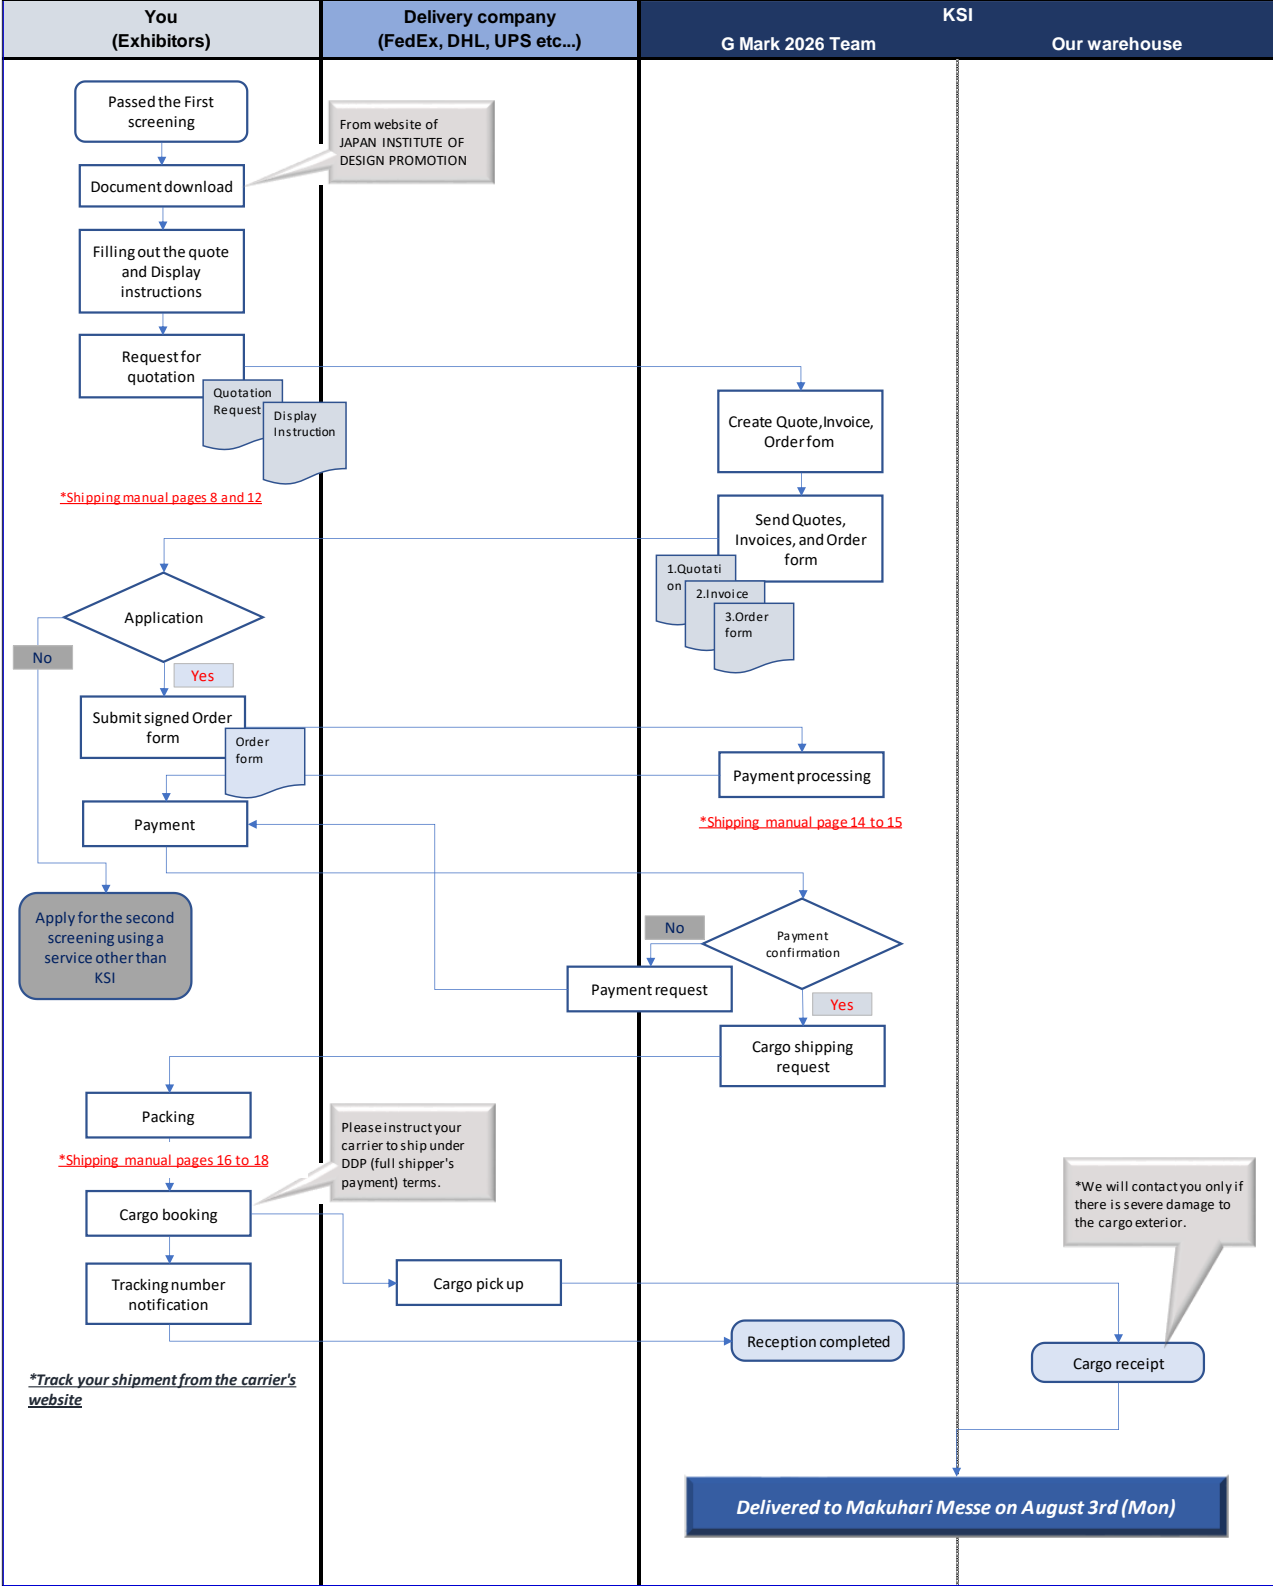 You
(Exhibitors)
Delivery company
(FedEx, DHL, UPS etc...)
KSI
G Mark 2026 Team
Our warehouse
Passed the First
screening
From website of
JAPAN INSTITUTE OF
DESIGN PROMOTION
Document download
Filling out the quote
and Display
instructions
Request for
quotation
Quotation
Request
Display
Instruction
Create Quote,Invoice,
Order fom
*Shipping manual pages 8 and 12
Send Quotes,
Invoices, and Order
form
1.Quotati
on
2.Invoice
3.Order
form
Application
No
Yes
Submit signed Order
form
Order
form
Payment processing
Payment
*Shipping manual page 14 to 15
Apply for the second
screening using a
service other than
KSI
No
Payment
confirmation
Payment request
Yes
Cargo shipping
request
Packing
*Shipping manual pages 16 to 18
Please instruct your
carrier to ship under
DDP (full shipper's
payment) terms.
Cargo booking
*We will contact you only if
there is severe damage to
the cargo exterior.
Tracking number
notification
Cargo pick up
Reception completed
Cargo receipt
*Track your shipment from the carrier's
website
Delivered to Makuhari Messe on August 3rd (Mon)